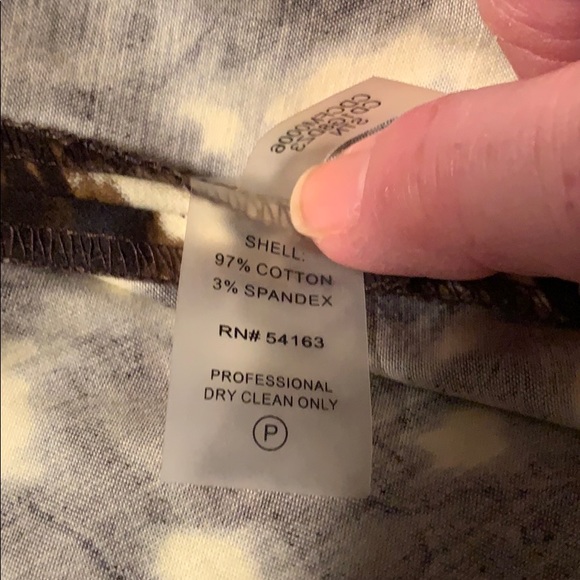 SHELL:
97% COTTON
3% SPANDEX
RN# 54163
PROFESSIONAL
DRY CLEAN ONLY
P